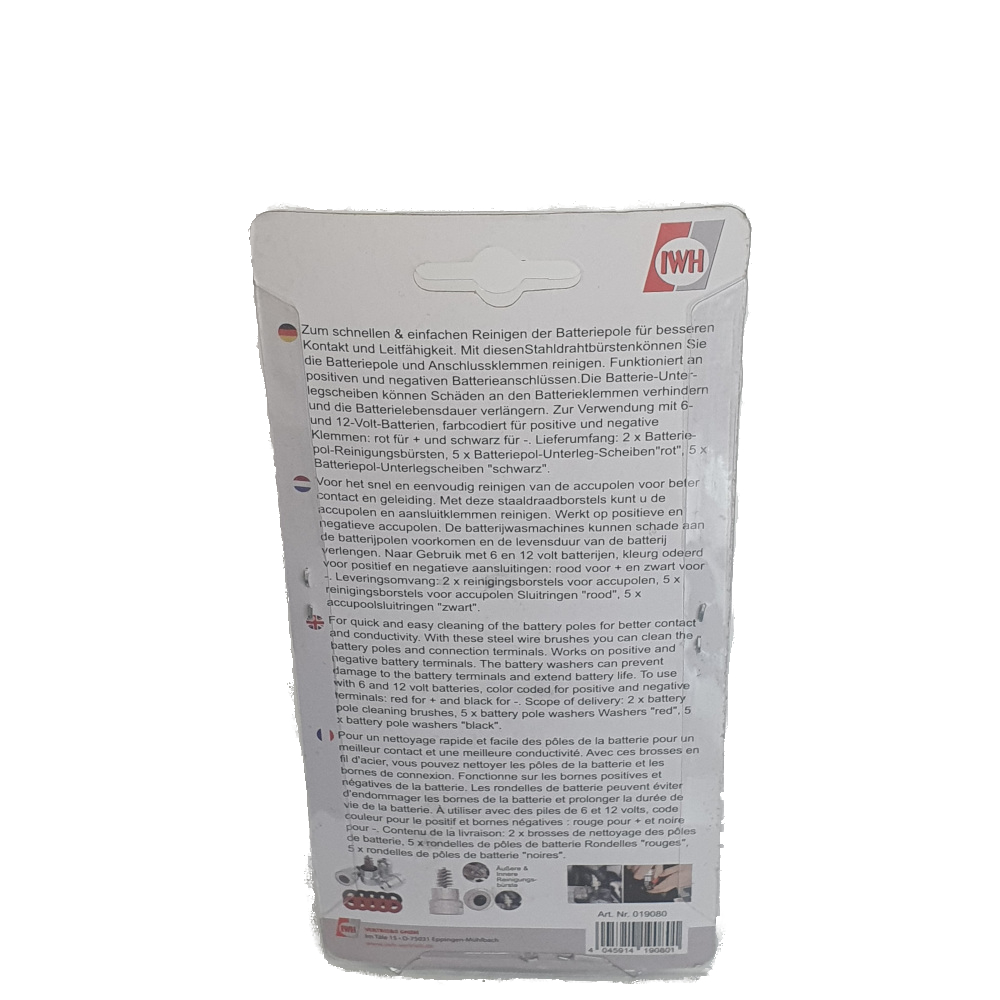 IWH
Zum schnellen & einfachen Reinigen der Batteriepole für besseren
Kontakt und Leitfähigkeit. Mit diesenStahldrahtbürstenkönnen Sie
die Batteriepole und Anschlussklemmen reinigen. Funktioniert an
positiven und negativen Batterieanschlüssen.Die Batterie-Unter-
legscheiben können Schäden an den Batterieklemmen verhindern
und die Batterielebensdauer verlängern. Zur Verwendung mit 6-
und 12-Volt-Batterien, farbcodiert für positive und negative
Klemmen: rot für + und schwarz für -. Lieferumfang: 2 x Batterie-
pol-Reinigungsbürsten, 5 x Batteriepol-Unterleg-Scheiben"rot", 5 x
Batteriepol-Unterlegscheiben "schwarz".
Voor het snel en eenvoudig reinigen van de accupolen voor beter
contact en geleiding. Met deze staaldraadborstels kunt u de
accupolen en aansluitklemmen reinigen. Werkt op positieve en
negatieve accupolen. De batterijwasmachines kunnen schade aan
de batterijpolen voorkomen en de levensduur van de batterij
verlengen. Naar Gebruik met 6 en 12 volt batterijen, kleurg odeerd
voor positief en negatieve aansluitingen: rood voor + en zwart voor
-. Leveringsomvang: 2 x reinigingsborstels voor accupolen, 5 x
reinigingsborstels voor accupolen Sluitringen "rood", 5 x
accupoolsluitringen "zwart".
For quick and easy cleaning of the battery poles for better contact
and conductivity. With these steel wire brushes you can clean the
battery poles and connection terminals. Works on positive and
negative battery terminals. The battery washers can prevent
damage to the battery terminals and extend battery life. To use
with 6 and 12 volt batteries, color coded for positive and negative
terminals: red for + and black for -. Scope of delivery: 2 x battery
pole cleaning brushes, 5 x battery pole washers Washers "red", 5
x battery pole washers "black".
Pour un nettoyage rapide et facile des pôles de la batterie pour un
meilleur contact et une meilleure conductivité. Avec ces brosses en
fil d'acier, vous pouvez nettoyer les pôles de la batterie et les
bornes de connexion. Fonctionne sur les bornes positives et
négatives de la batterie. Les rondelles de batterie peuvent éviter
d'endommager les bornes de la batterie et prolonger la durée de
vie de la batterie. À utiliser avec des piles de 6 et 12 volts, code
couleur pour le positif et bornes négatives : rouge pour + et noire
pour -. Contenu de la livraison: 2 x brosses de nettoyage des pôles
de batterie, 5 x rondelles de pôles de batterie Rondelles "rouges",
5 x rondelles de pôles de batterie "noires".
Äußere &
Innere
Reinigungs-
bürste
Art. Nr. 019080
4 045914 190801
IWH
VERTRIEBS GMBH
Im Täle 15 · D-75031 Eppingen-Mühlbach